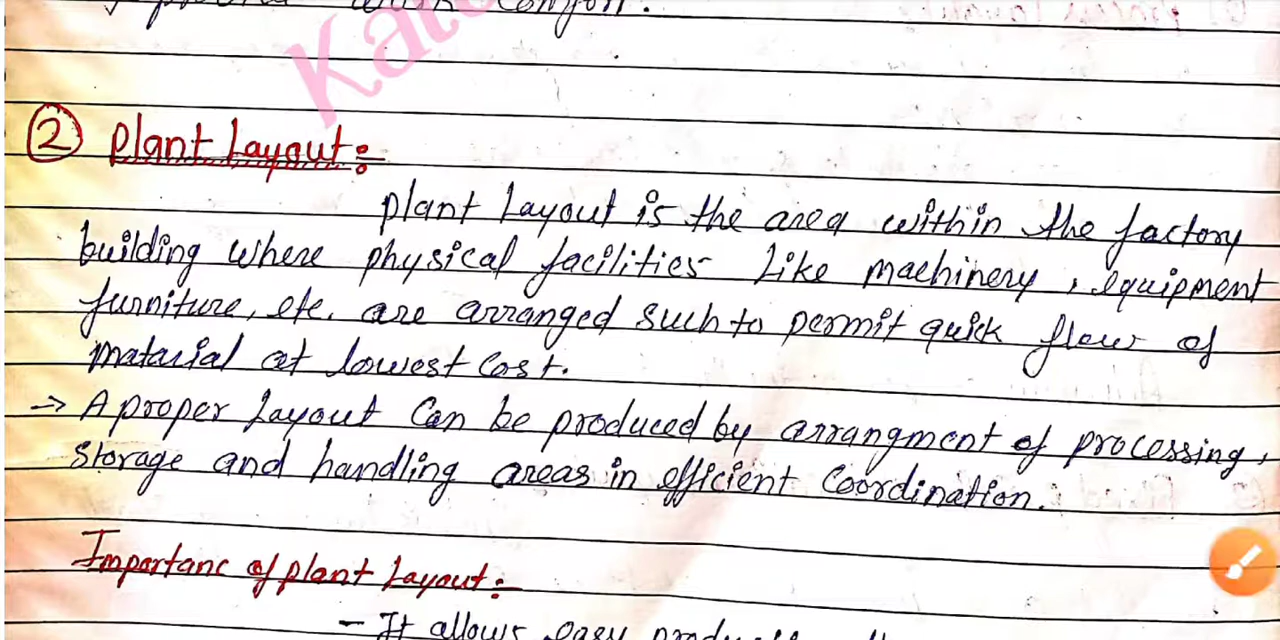 ② Plant Layout :-
Plant Layout is the area within the factory
building where physical facilities Like machinery, equipment
furniture, etc. are arranged such to permit quick flow of
matarial at lowest Cost.
→ A proper Layout Can be produced by arrangment of processing,
Storage and handling areas in efficient Coordination.
Importanc of plant Layout :-
- It allows easy